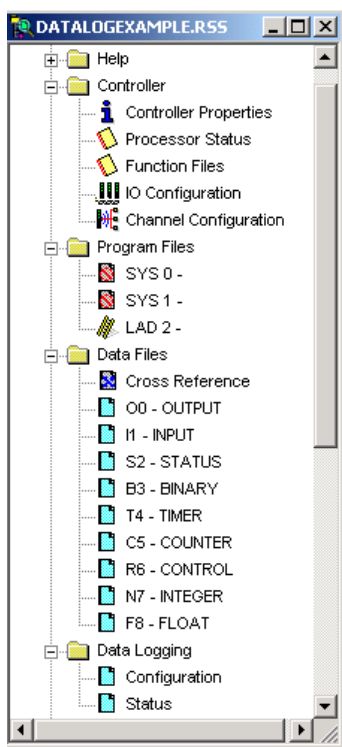 DATALOGEXAMPLE.RSS
Help
Controller
Controller Properties
Processor Status
Function Files
IO Configuration
Channel Configuration
Program Files
SYS 0 -
SYS 1 -
LAD 2 -
Data Files
Cross Reference
O0 - OUTPUT
I1 - INPUT
S2 - STATUS
B3 - BINARY
T4 - TIMER
C5 - COUNTER
R6 - CONTROL
N7 - INTEGER
F8 - FLOAT
Data Logging
Configuration
Status